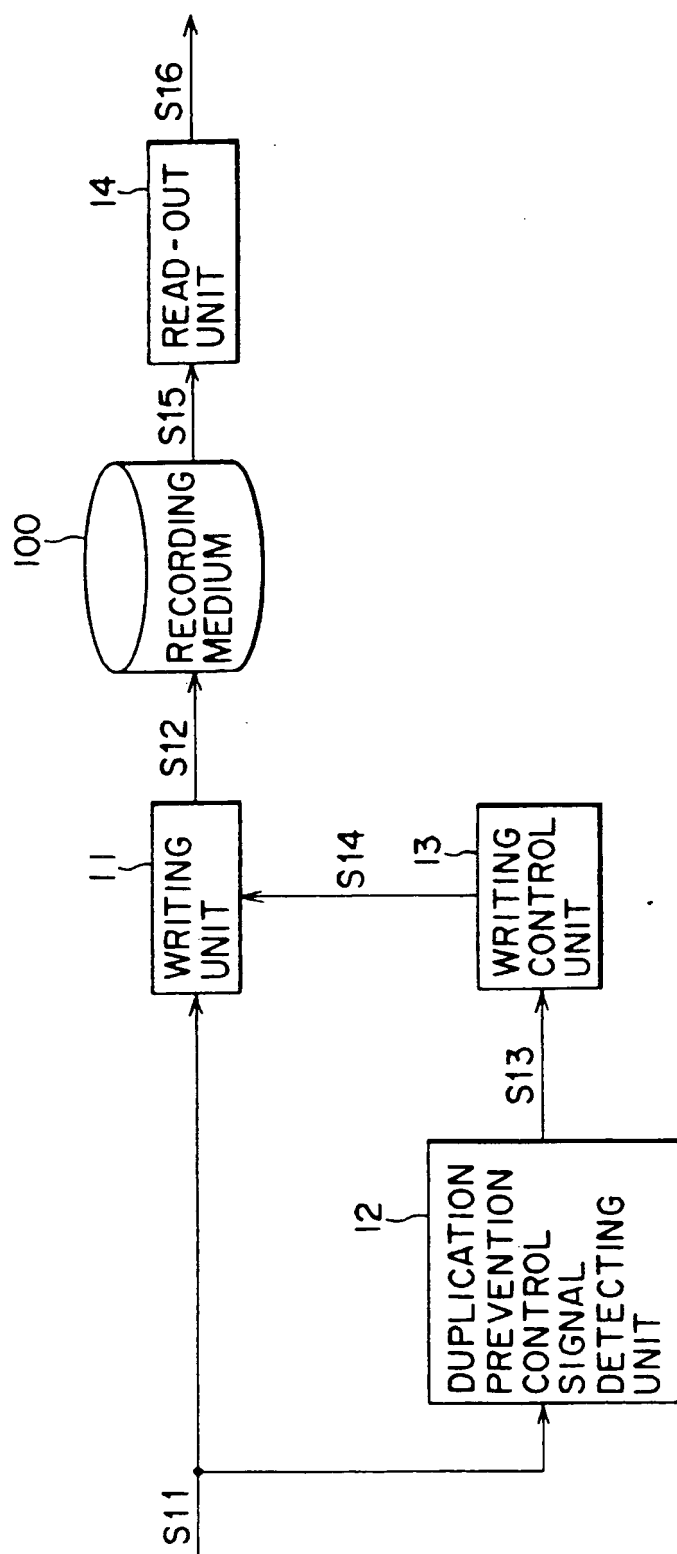 S11
12
DUPLICATION
PREVENTION
CONTROL
SIGNAL
DETECTING
UNIT
S13
13
WRITING
CONTROL
UNIT
S14
11
WRITING
UNIT
S12
100
RECORDING
MEDIUM
S15
14
READ-OUT
UNIT
S16